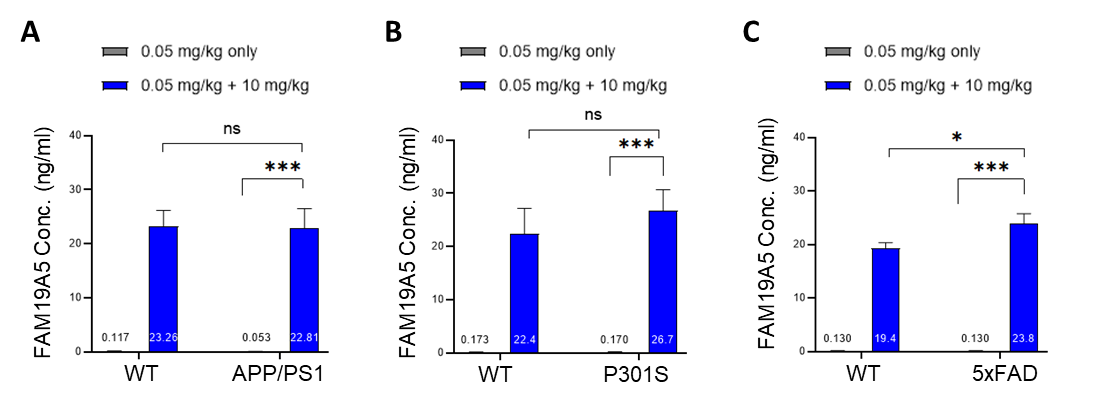 A
0.05 mg/kg only
0.05 mg/kg + 10 mg/kg
FAM19A5 Conc. (ng/ml)
40
30
20
10
0
ns
***
0.117
23.26
0.053
22.81
WT
APP/PS1
B
0.05 mg/kg only
0.05 mg/kg + 10 mg/kg
FAM19A5 Conc. (ng/ml)
40
30
20
10
0
ns
***
0.173
22.4
0.170
26.7
WT
P301S
C
0.05 mg/kg only
0.05 mg/kg + 10 mg/kg
FAM19A5 Conc. (ng/ml)
40
30
20
10
0
*
***
0.130
19.4
0.130
23.8
WT
5xFAD